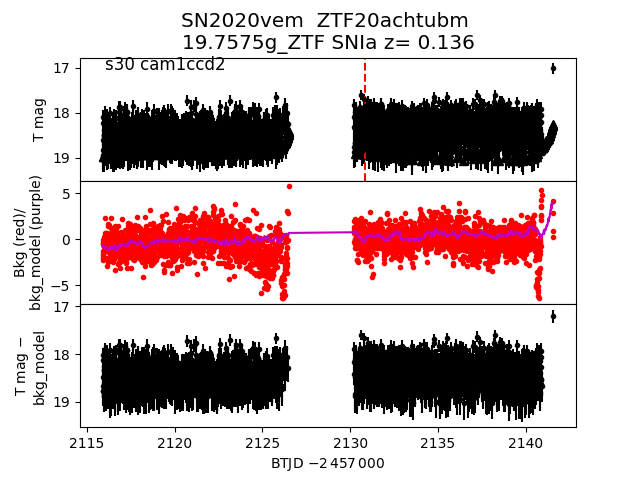 SN2020vem  ZTF20achtubm
19.7575g_ZTF SNIa z= 0.136
s30 cam1ccd2
17
18
19
T mag
5
0
−5
Bkg (red)/
bkg_model (purple)
17
18
19
T mag −
bkg_model
2115
2120
2125
2130
2135
2140
BTJD −2 457 000